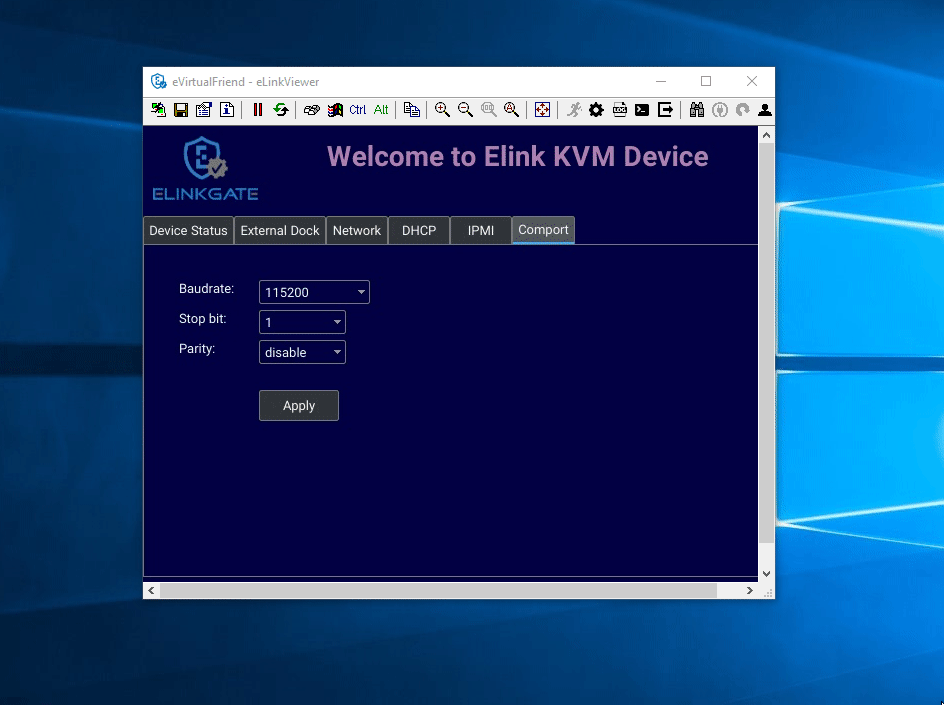 eVirtualFriend - eLinkViewer
Ctrl Alt
Welcome to Elink KVM Device
ELINKGATE
Device Status External Dock Network DHCP IPMI Comport
Baudrate: 115200
Stop bit: 1
Parity: disable
Apply